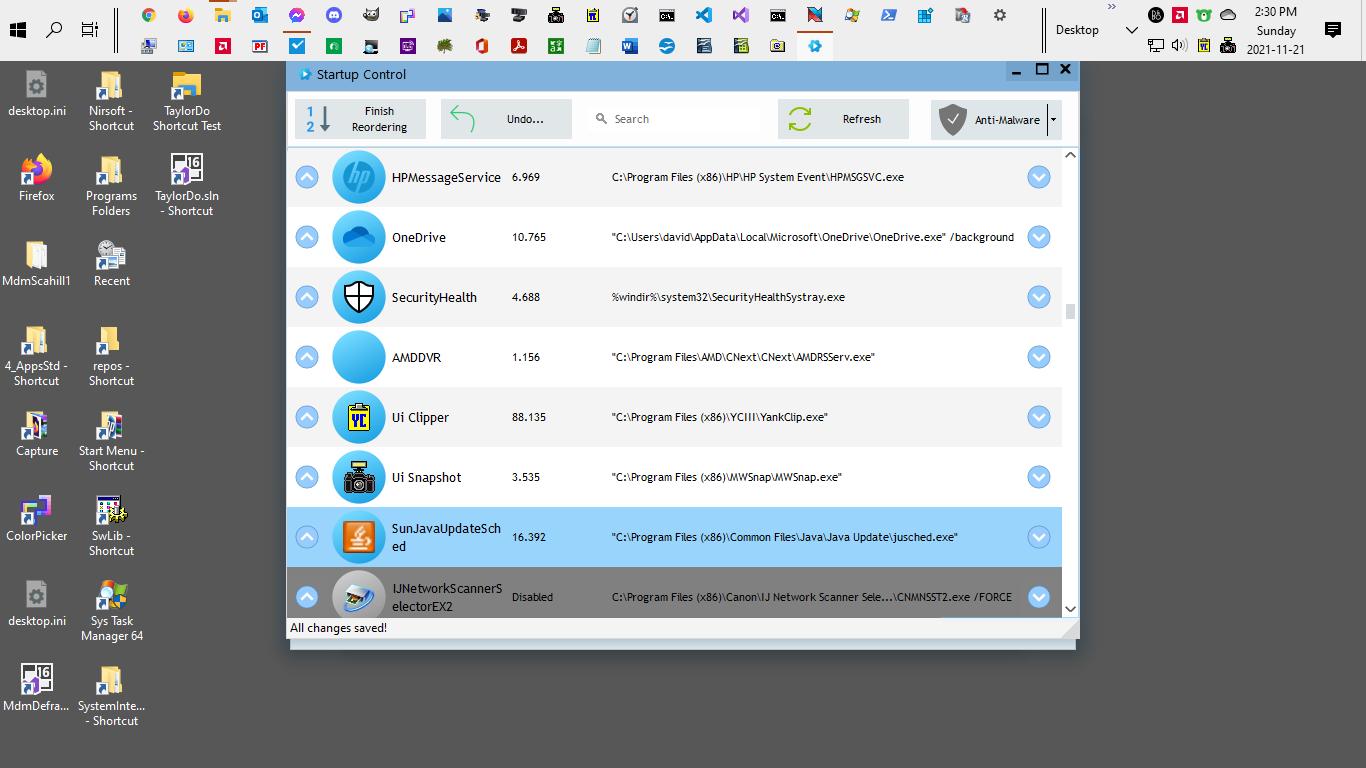 2:30 PM
Desktop
Sunday
2021-11-21
Startup Control
Finish
Reordering
Undo...
Search
Refresh
Anti-Malware
HPMessageService 6.969 C:\Program Files (x86)\HP\HP System Event\HPMSGSVC.exe
OneDrive 10.765 "C:\Users\david\AppData\Local\Microsoft\OneDrive\OneDrive.exe" /background
SecurityHealth 4.688 %windir%\system32\SecurityHealthSystray.exe
AMDDVR 1.156 "C:\Program Files\AMD\CNext\CNext\AMDRSServ.exe"
Ui Clipper 88.135 "C:\Program Files (x86)\YCIII\YankClip.exe"
Ui Snapshot 3.535 "C:\Program Files (x86)\MWSnap\MWSnap.exe"
SunJavaUpdateSch
ed 16.392 "C:\Program Files (x86)\Common Files\Java\Java Update\jusched.exe"
IJNetworkScannerS
electorEX2 Disabled C:\Program Files (x86)\Canon\IJ Network Scanner Sele...\CNMNSST2.exe /FORCE
All changes saved!
desktop.ini
Nirsoft -
Shortcut
TaylorDo
Shortcut Test
Firefox
Programs
Folders
TaylorDo.sln
- Shortcut
MdmScahill1
Recent
4_AppsStd -
Shortcut
repos -
Shortcut
Capture
Start Menu -
Shortcut
ColorPicker
SwLib -
Shortcut
desktop.ini
Sys Task
Manager 64
MdmDefra...
SystemInte...
- Shortcut